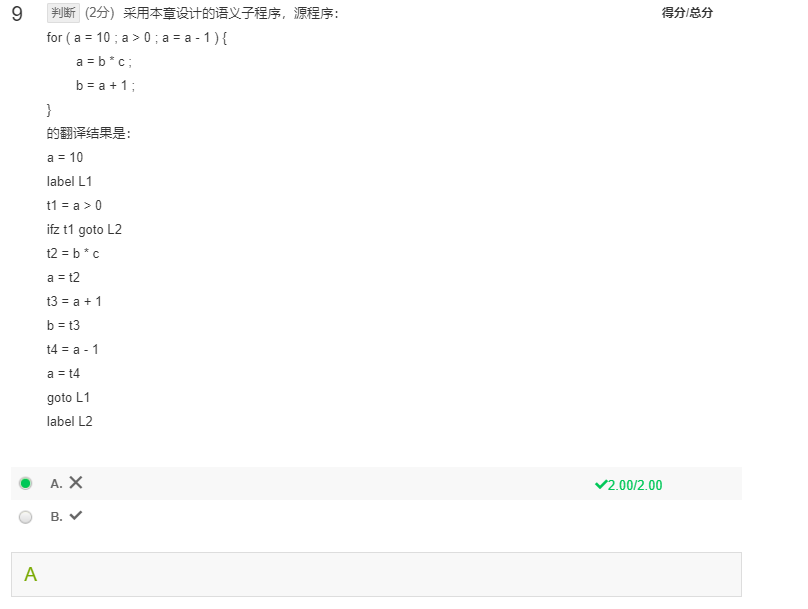 9 判断 (2分) 采用本章设计的语义子程序，源程序： 得分/总分
for ( a = 10 ; a > 0 ; a = a - 1 ) {
a = b * c ;
b = a + 1 ;
}
的翻译结果是：
a = 10
label L1
t1 = a > 0
ifz t1 goto L2
t2 = b * c
a = t2
t3 = a + 1
b = t3
t4 = a - 1
a = t4
goto L1
label L2
A. ✕ ✔2.00/2.00
B. ✔
A